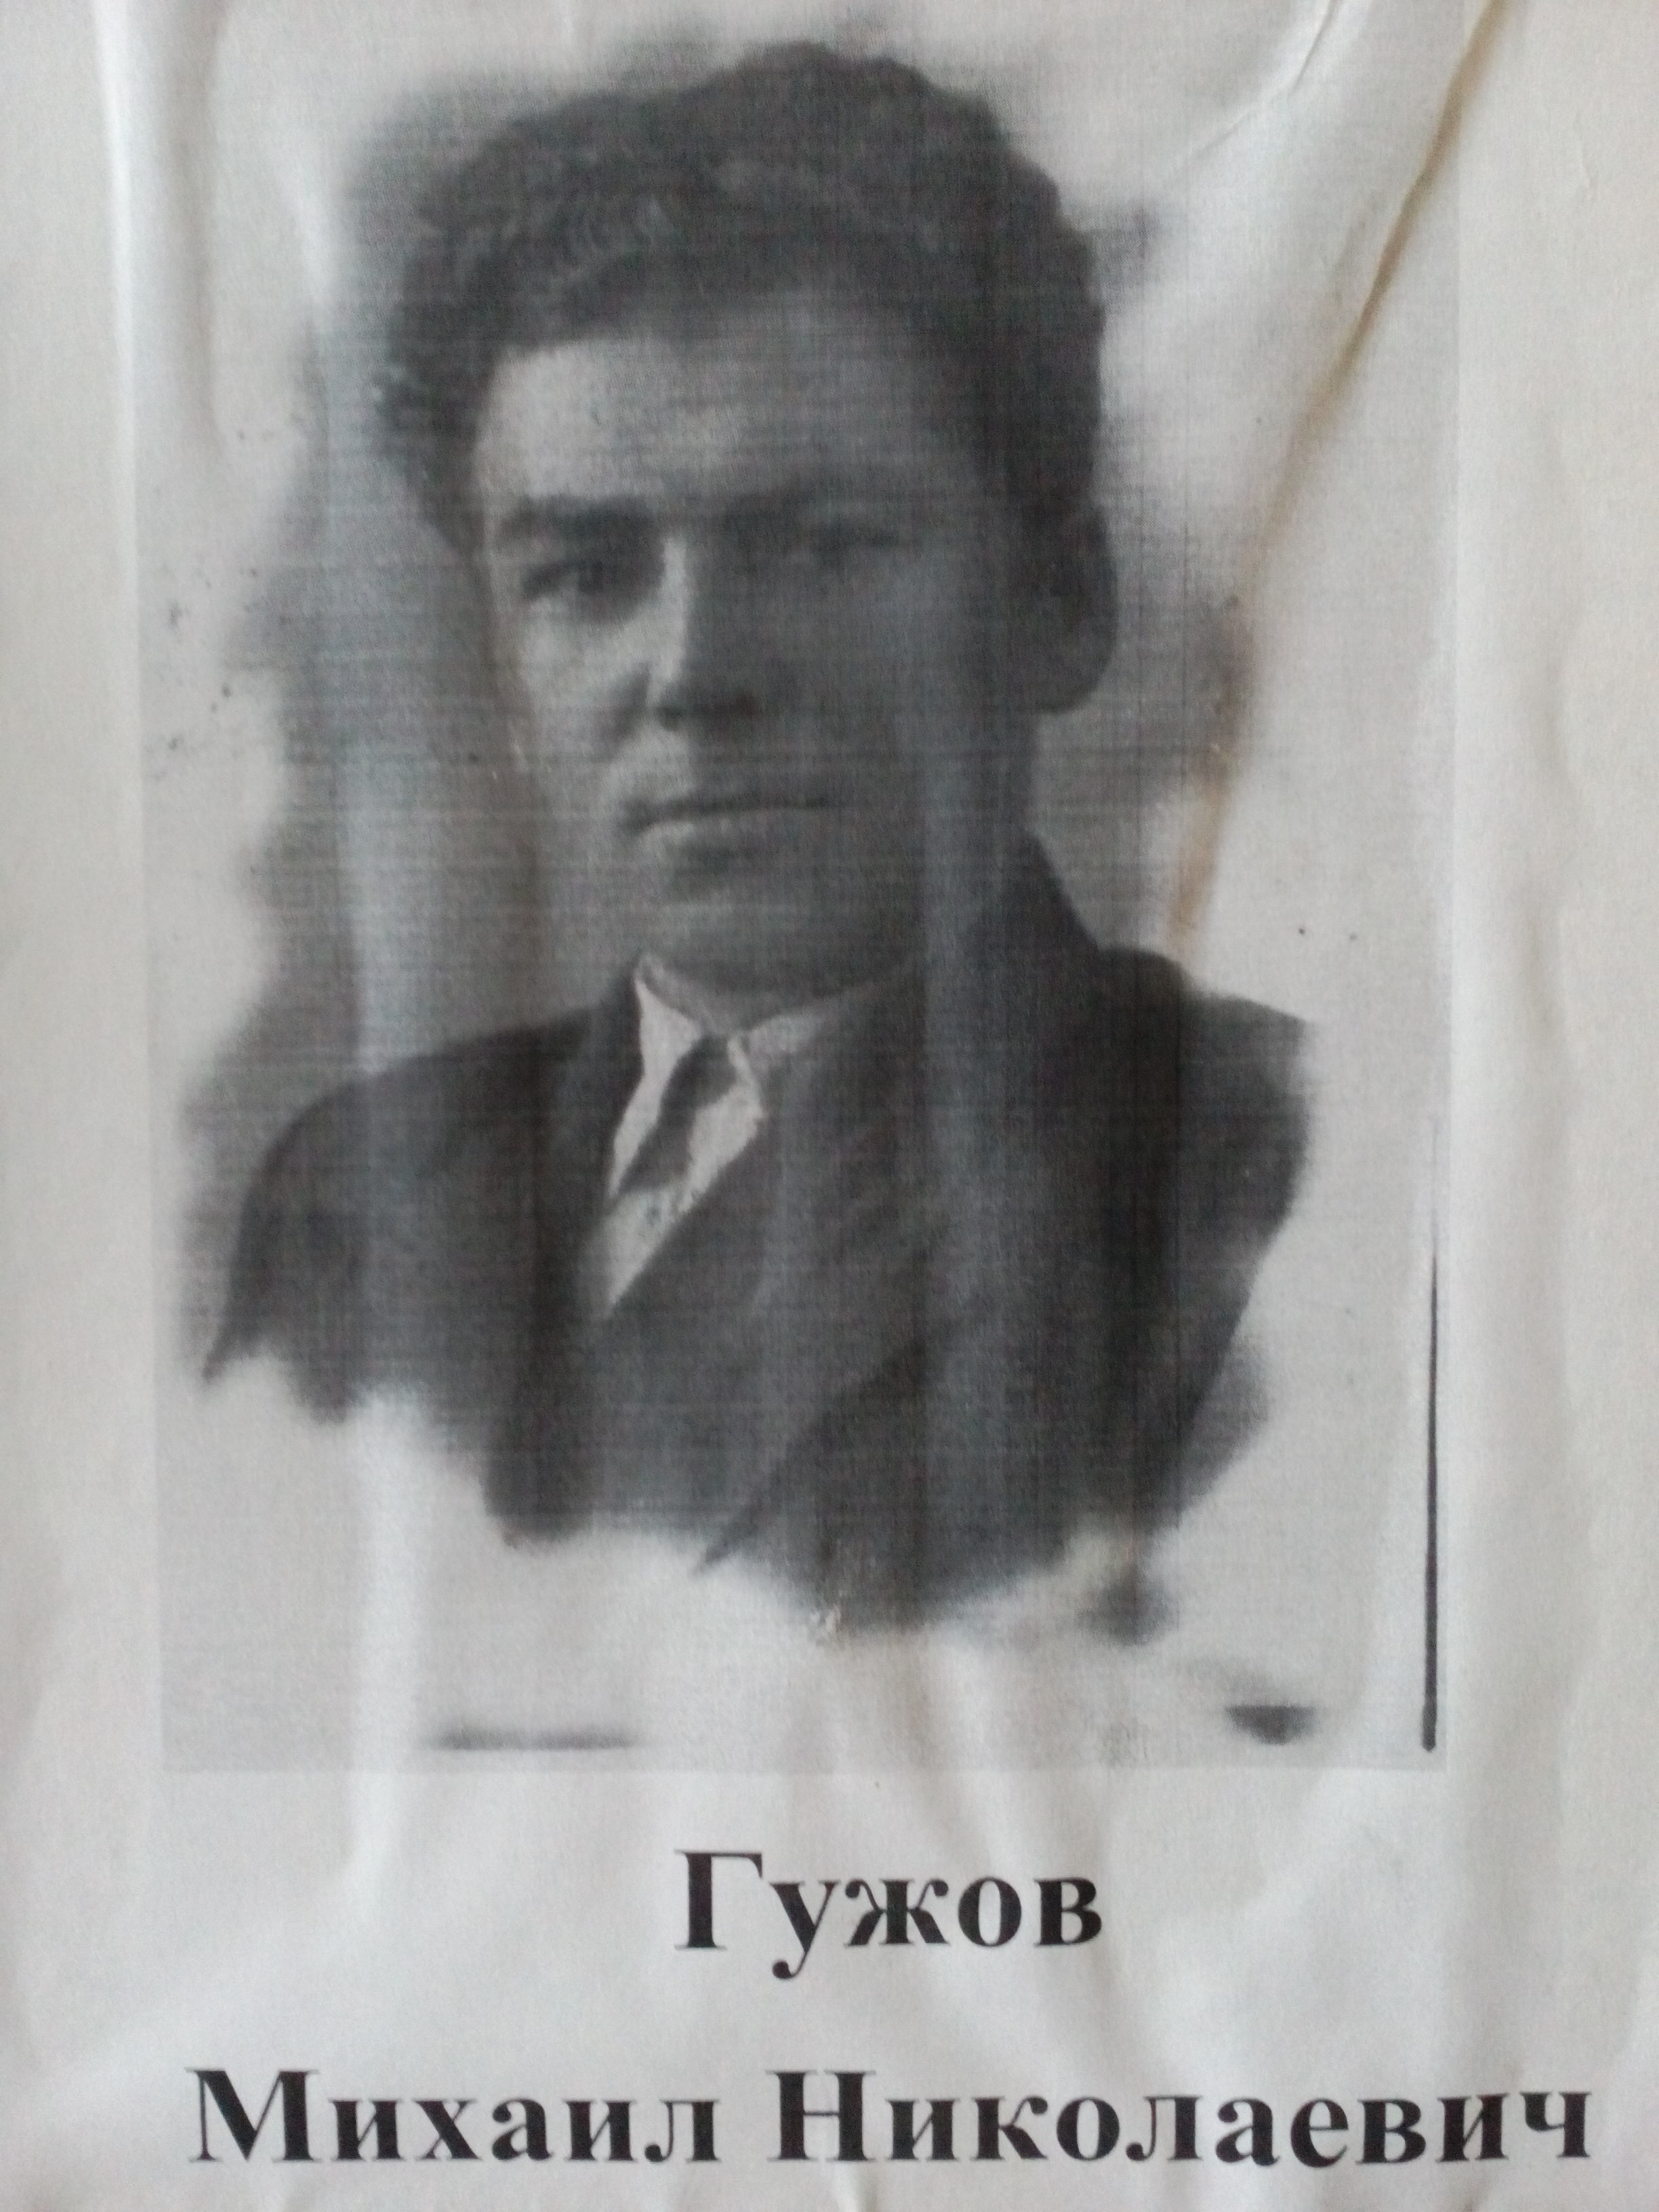 Гужов
Михаил Николаевич